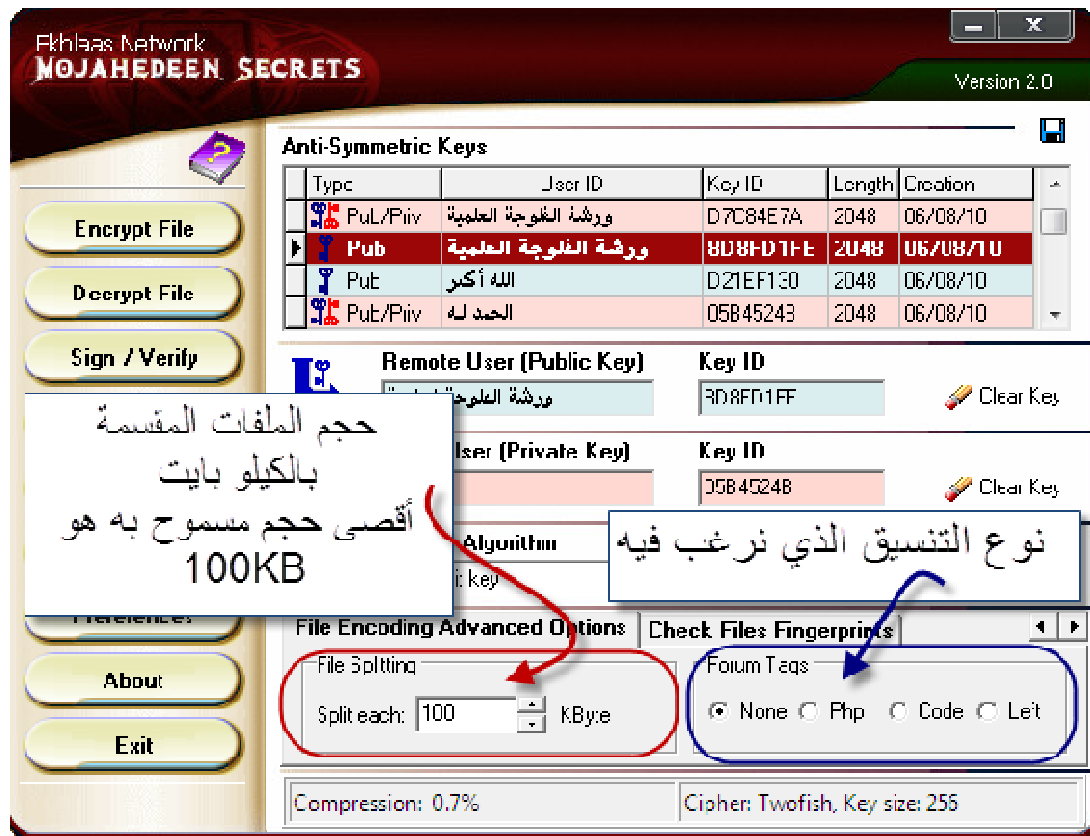 Ekhlaas Network
MOJAHEDEEN SECRETS
Version 2.0
Encrypt File
Decrypt File
Sign / Verify
About
Exit
Anti-Symmetric Keys
Type User ID Key ID Length Creation
Pub/Priv ورشة الفلوجة العلمية D7C84E7A 2048 06/08/10
Pub ورشة الفلوجة العلمية 8D8FD1FE 2048 06/08/10
Pub الله أكبر 2048 06/08/10
Pub/Priv الحمد لله 05B4524B 2048 06/08/10
Remote User (Public Key) Key ID
ورشة الفلوجة 8D8FD1FE Clear Key
User (Private Key) Key ID
05B4524B Clear Key
Algorithm
key
حجم الملفات المقسمة
بالكيلو بايت
أقصى حجم مسموح به هو
100KB
نوع التنسيق الذي نرغب فيه
File Encoding Advanced Options Check Files Fingerprints
File Splitting
Split each: 100 KByte
Forum Tags
None Php Code Left
Compression: 0.7% Cipher: Twofish, Key size: 256